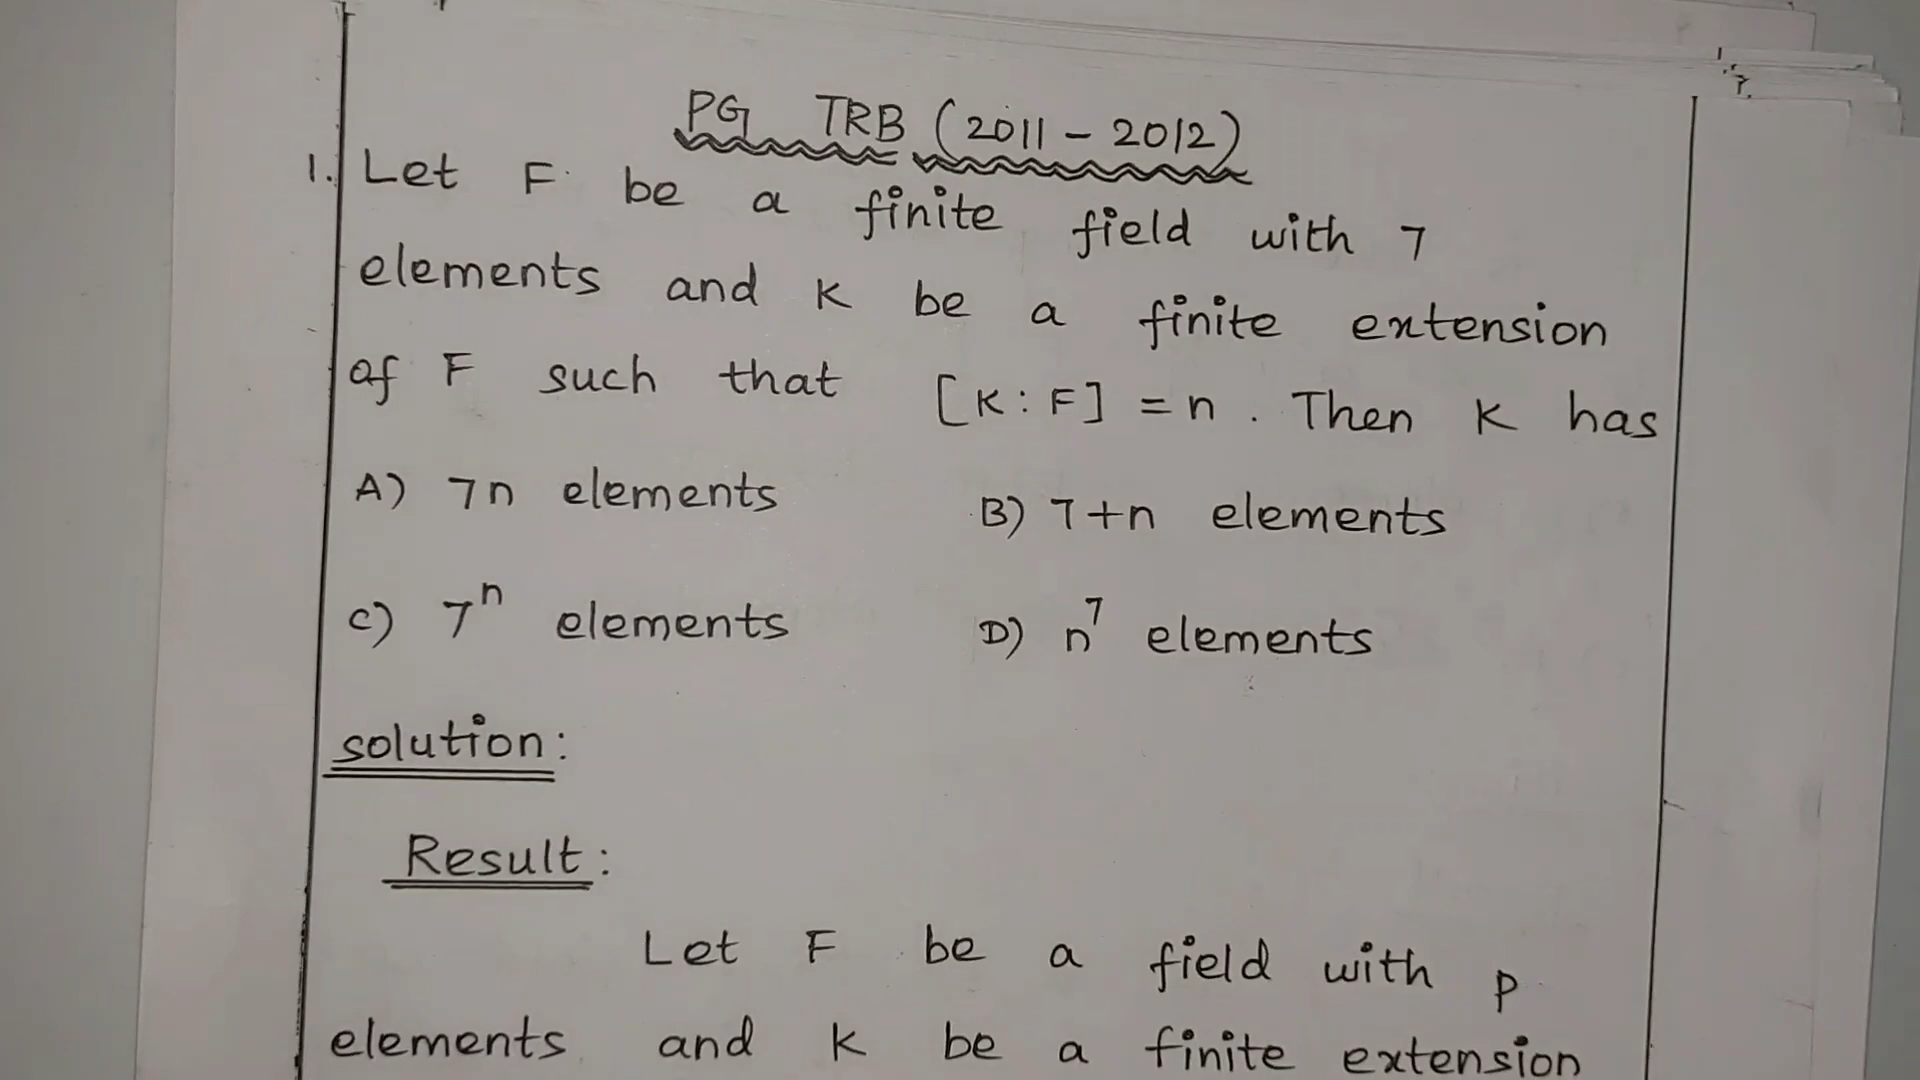 PG TRB (2011 - 2012)
1. Let F be a finite field with 7
elements and K be a finite extension
of F such that [K:F] = n. Then K has
A) 7n elements B) 7+n elements
C) 7ⁿ elements D) n⁷ elements
solution:
Result:
Let F be a field with p
elements and K be a finite extension